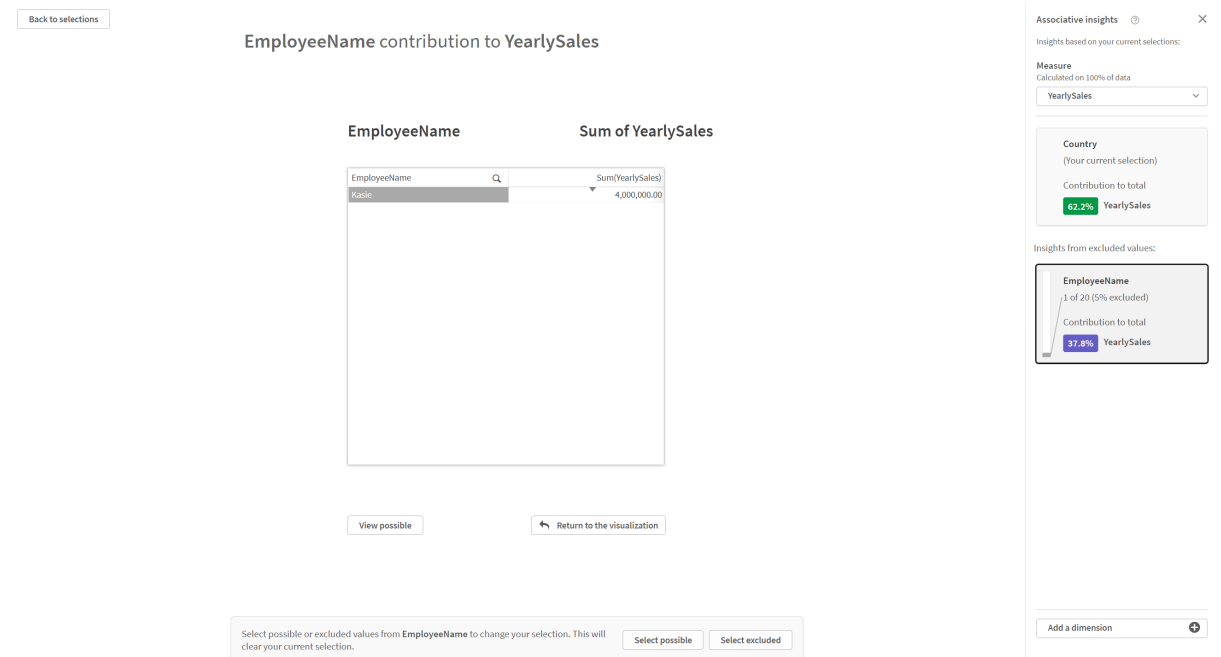 Back to selections
EmployeeName contribution to YearlySales
EmployeeName
Sum of YearlySales
EmployeeName
Sum(YearlySales)
Kasie
4,000,000.00
View possible
Return to the visualization
Select possible or excluded values from EmployeeName to change your selection. This will
clear your current selection.
Select possible
Select excluded
Associative insights
Insights based on your current selections:
Measure
Calculated on 100% of data
YearlySales
Country
(Your current selection)
Contribution to total
62.2% YearlySales
Insights from excluded values:
EmployeeName
1 of 20 (5% excluded)
Contribution to total
37.8% YearlySales
Add a dimension